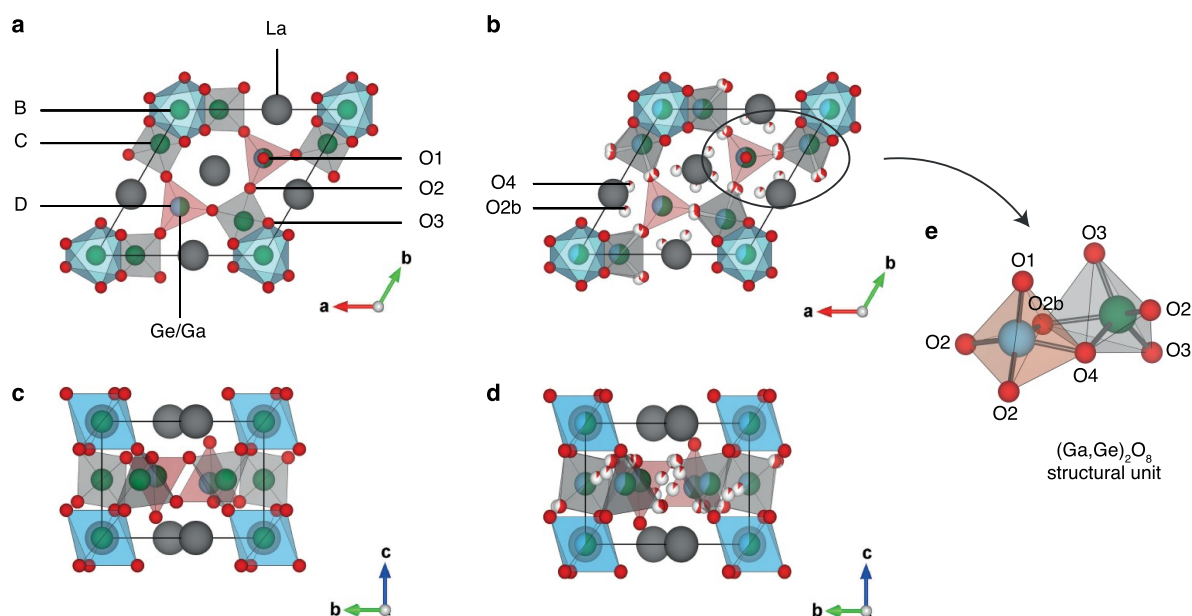 a
La
B
C
D
O1
O2
O3
b
a
Ge/Ga
b
O4
O2b
b
a
e
O3
O1
O2b
O2
O2
O4
O3
O2
(Ga,Ge)2O8
structural unit
c
c
b
d
c
b